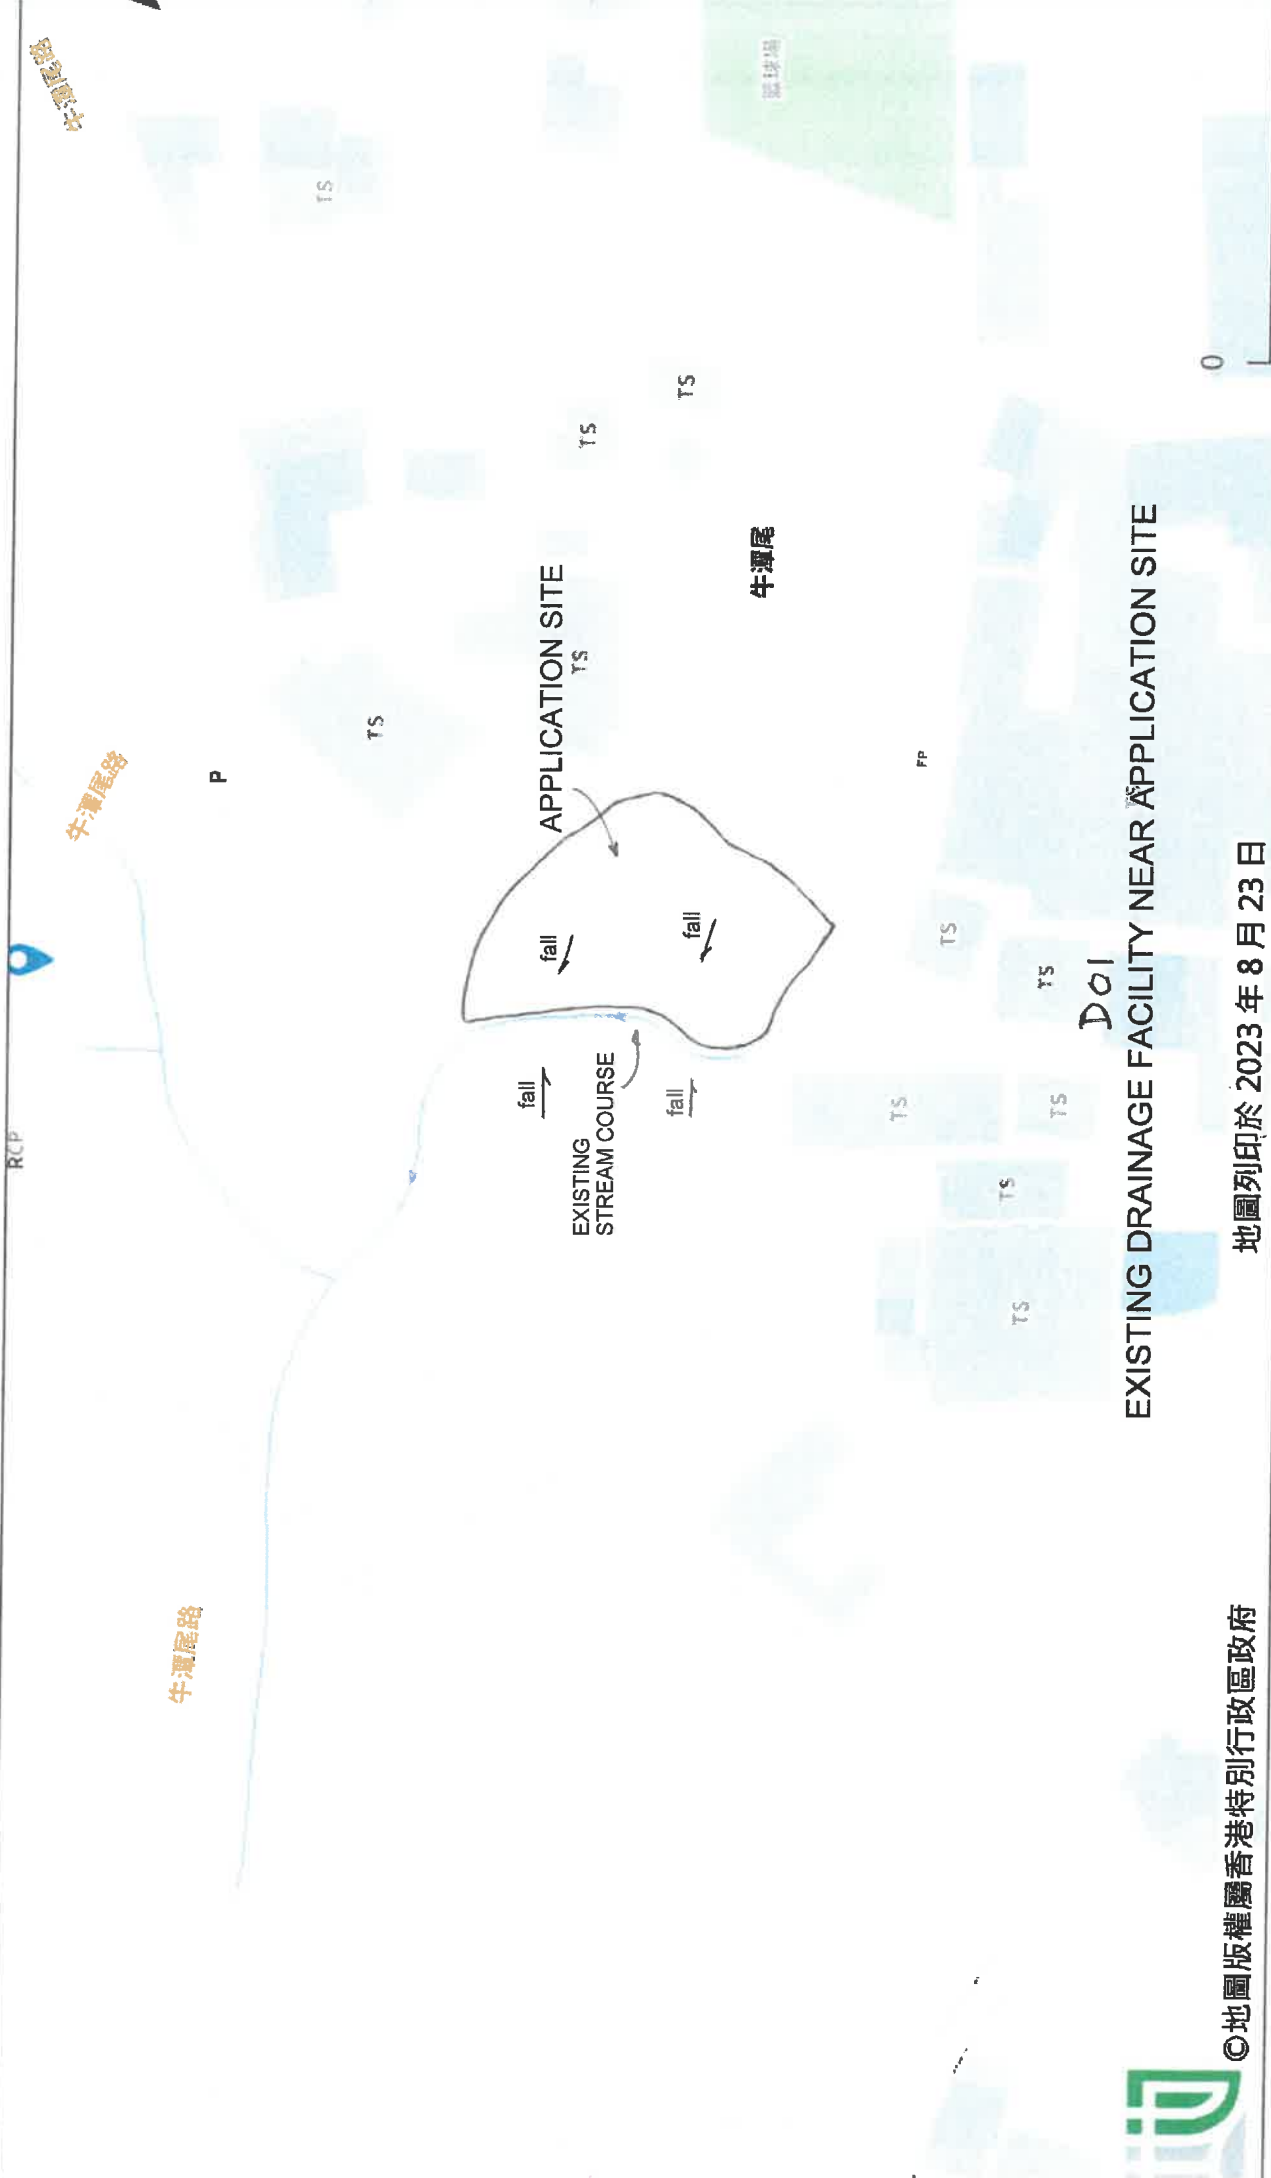 RCP
牛潭尾路
牛潭尾路
牛潭尾路
P
TS
TS
fall
fall
APPLICATION SITE
EXISTING
STREAM COURSE
TS
TS
fall
fall
TS
牛潭尾
籃球場
TS
FP
TS
TS
TS
TS
TS
D01
EXISTING DRAINAGE FACILITY NEAR APPLICATION SITE
0
©地圖版權屬香港特別行政區政府
地圖列印於 2023 年 8 月 23 日